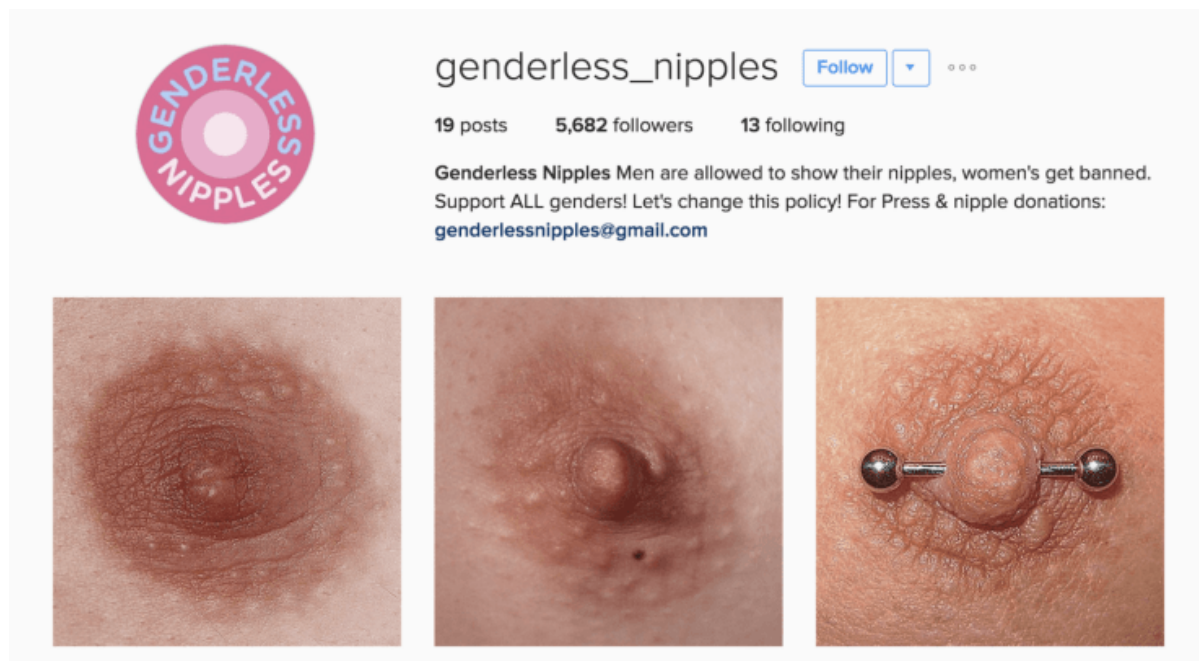 GENDERLESS
NIPPLES
genderless_nipples Follow
19 posts 5,682 followers 13 following
Genderless Nipples Men are allowed to show their nipples, women's get banned.
Support ALL genders! Let's change this policy! For Press & nipple donations:
genderlessnipples@gmail.com